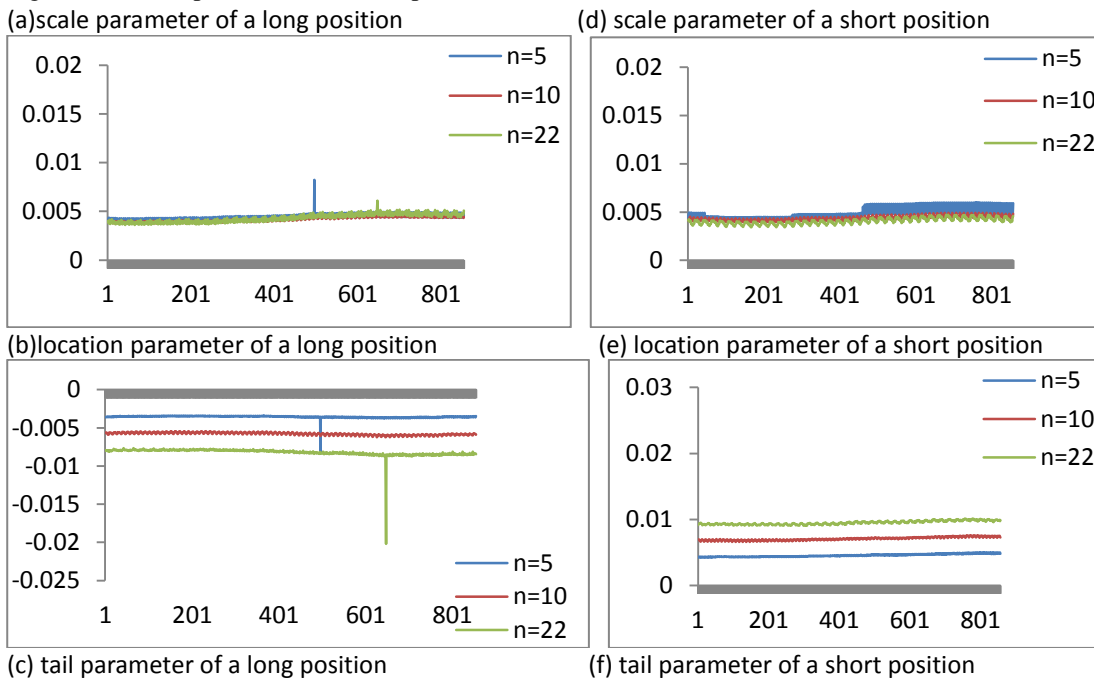 (a)scale parameter of a long position
0.02
0.015
0.01
0.005
0
1 201 401 601 801
n=5
n=10
n=22
(d) scale parameter of a short position
0.02
0.015
0.01
0.005
0
1 201 401 601 801
n=5
n=10
n=22
(b)location parameter of a long position
0
-0.005
-0.01
-0.015
-0.02
-0.025
1 201 401 601 801
n=5
n=10
n=22
(e) location parameter of a short position
0.03
0.02
0.01
0
1 201 401 601 801
n=5
n=10
n=22
(c) tail parameter of a long position
(f) tail parameter of a short position